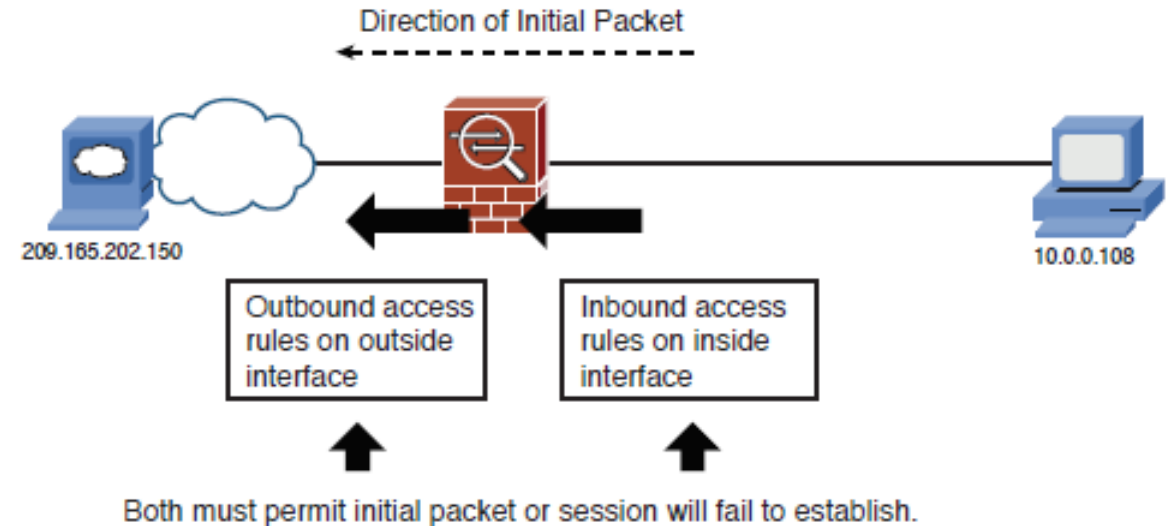 Direction of Initial Packet
209.165.202.150
10.0.0.108
Outbound access
rules on outside
interface
Inbound access
rules on inside
interface
Both must permit initial packet or session will fail to establish.